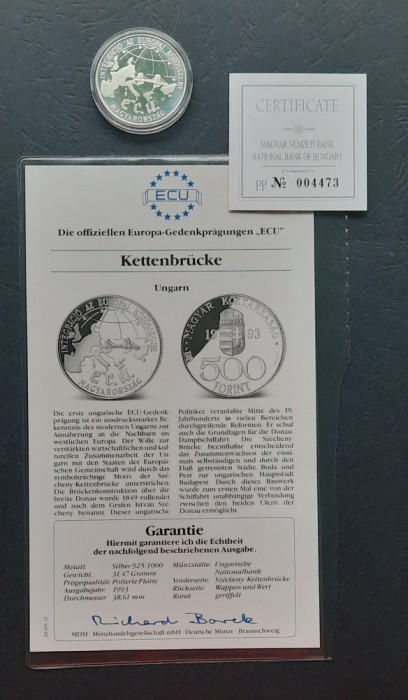 INTEGRÁCIÓ AZ EURÓPAI KÖZÖSSÉGBE
é.c.u.
MAGYARORSZÁG
CERTIFICATE
MAGYAR NEMZETI BANK
NATIONAL BANK OF HUNGARY
PP № 004473
ECU
Die offiziellen Europa-Gedenkprägungen „ECU"
Kettenbrücke
Ungarn
INTEGRÁCIÓ AZ EURÓPAI KÖZÖSSÉGBE
é.c.u.
MAGYARORSZÁG
MAGYAR KÖZTÁRSASÁG
1993
500
FORINT
Die erste ungarische ECU-Gedenk-
prägung ist ein ausdrucksstarkes Be-
kenntnis des modernen Ungarns zur
Annäherung an die Nachbarn im
westlichen Europa. Der Wille zur
verstärkten wirtschaftlichen und kul-
turellen Zusammenarbeit der Un-
garn mit den Staaten der Europäi-
schen Gemeinschaft wird durch das
symbolträchtige Motiv der Szé-
cheny-Kettenbrücke unterstrichen.
Die Brückenkonstruktion über die
breite Donau wurde 1849 vollendet
und nach dem Grafen István Szé-
cheny benannt. Dieser ungarische
Politiker veranlaßte Mitte des 19.
Jahrhunderts in vielen Bereichen
durchgreifende Reformen. Er schuf
auch die Grundlagen für die Donau
Dampfschiffahrt. Die Szécheny-
Brücke beeinflußte entscheidend
das Zusammenwachsen der einst-
mals selbständigen und durch den
Fluß getrennten Städte Buda und
Pest zur ungarischen Hauptstadt
Budapest. Durch dieses Bauwerk
wurde zum ersten Mal eine von der
Schiffahrt unabhängige Verbindung
zwischen den beiden Ufern der
Donau ermöglicht.
Garantie
Hiermit garantiere ich die Echtheit
der nachfolgend beschriebenen Ausgabe.
Metall: Silber 925/1000
Gewicht: 31,47 Gramm
Prägequalität: Polierte Platte
Ausgabejahr: 1993
Durchmesser: 38,61 mm
Münzstätte: Ungarische
Nationalbank
Vorderseite: Szécheny-Kettenbrücke
Rückseite: Wappen und Wert
Rand: geriffelt
Richard Borek
MDM Münzhandelsgesellschaft mbH Deutsche Münze · Braunschweig